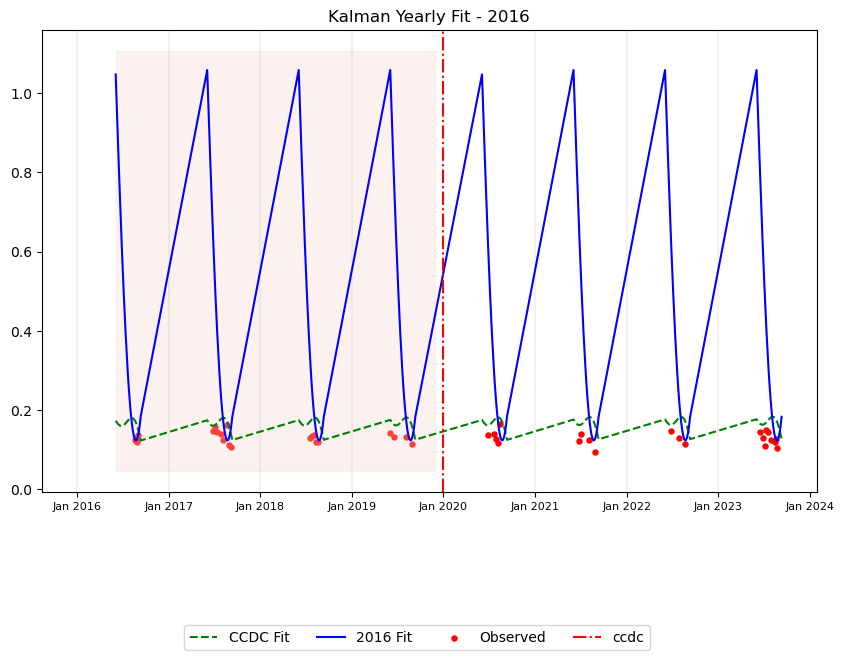 Kalman Yearly Fit - 2016
1.0
0.8
0.6
0.4
0.2
0.0
Jan 2016 Jan 2017 Jan 2018 Jan 2019 Jan 2020 Jan 2021 Jan 2022 Jan 2023 Jan 2024
CCDC Fit 2016 Fit Observed ccdc